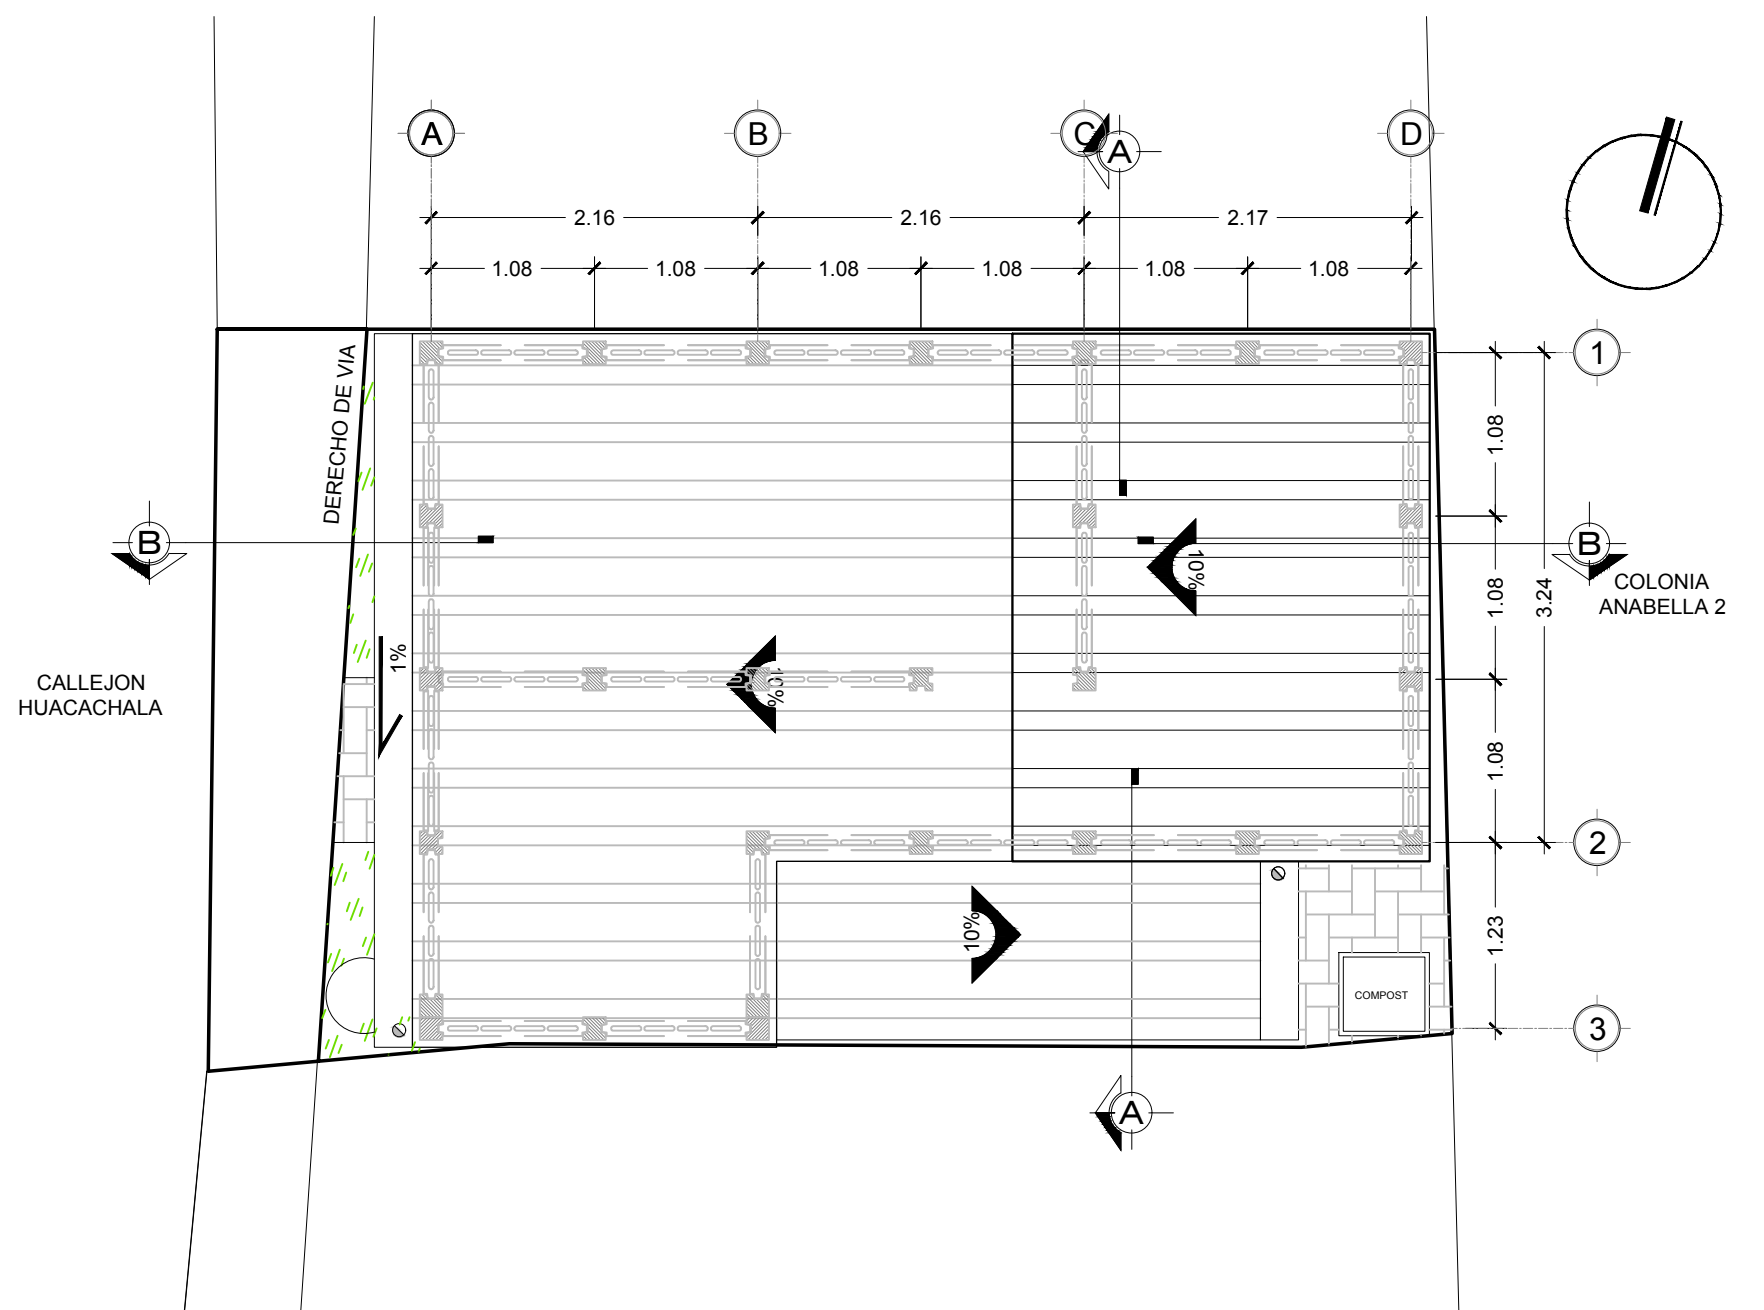 A
B
C
A
D
2.16
2.16
2.17
1.08
1.08
1.08
1.08
1.08
1.08
DERECHO DE VIA
1
1.08
B
10%
B
COLONIA
ANABELLA 2
1.08
3.24
1%
10%
CALLEJON
HUACACHALA
1.08
2
10%
1.23
COMPOST
3
A